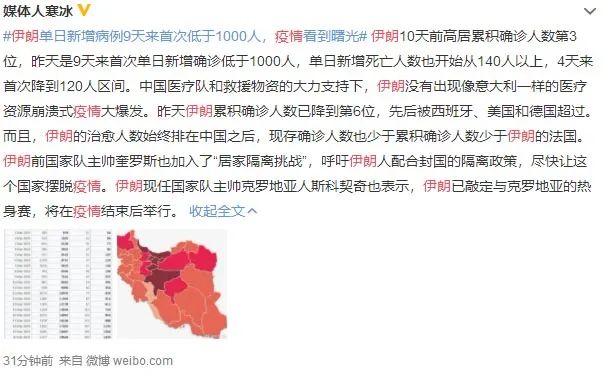 媒体人寒冰
#伊朗单日新增病例9天来首次低于1000人，疫情看到曙光# 伊朗10天前高居累积确诊人数第3
位，昨天是9天来首次单日新增确诊低于1000人，单日新增死亡人数也开始从140人以上，4天来
首次降到120人区间。中国医疗队和救援物资的大力支持下，伊朗没有出现像意大利一样的医疗
资源崩溃式疫情大爆发。昨天伊朗累积确诊人数已降到第6位，先后被西班牙、美国和德国超过。
而且，伊朗的治愈人数始终排在中国之后，现存确诊人数也少于累积确诊人数少于伊朗的法国。
伊朗前国家队主帅奎罗斯也加入了“居家隔离挑战”，呼吁伊朗人配合封国的隔离政策，尽快让这
个国家摆脱疫情。伊朗现任国家队主帅克罗地亚人斯科契奇也表示，伊朗已敲定与克罗地亚的热
身赛，将在疫情结束后举行。 收起全文
31分钟前 来自 微博 weibo.com